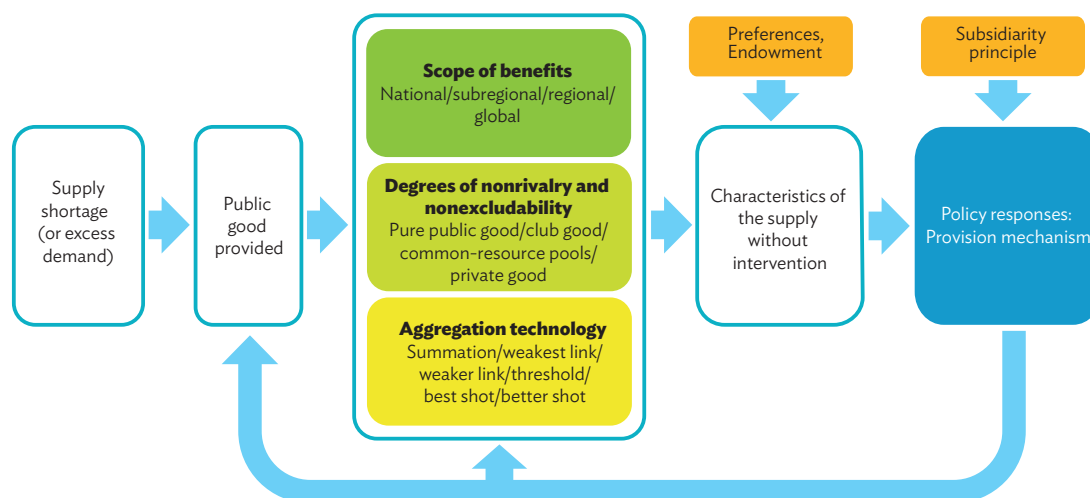 Supply
shortage
(or excess
demand)
Public
good
provided
Scope of benefits
National/subregional/regional/
global
Degrees of nonrivalry and
nonexcludability
Pure public good/club good/
common-resource pools/
private good
Aggregation technology
Summation/weakest link/
weaker link/threshold/
best shot/better shot
Preferences,
Endowment
Characteristics of
the supply
without
intervention
Subsidiarity
principle
Policy responses:
Provision mechanism